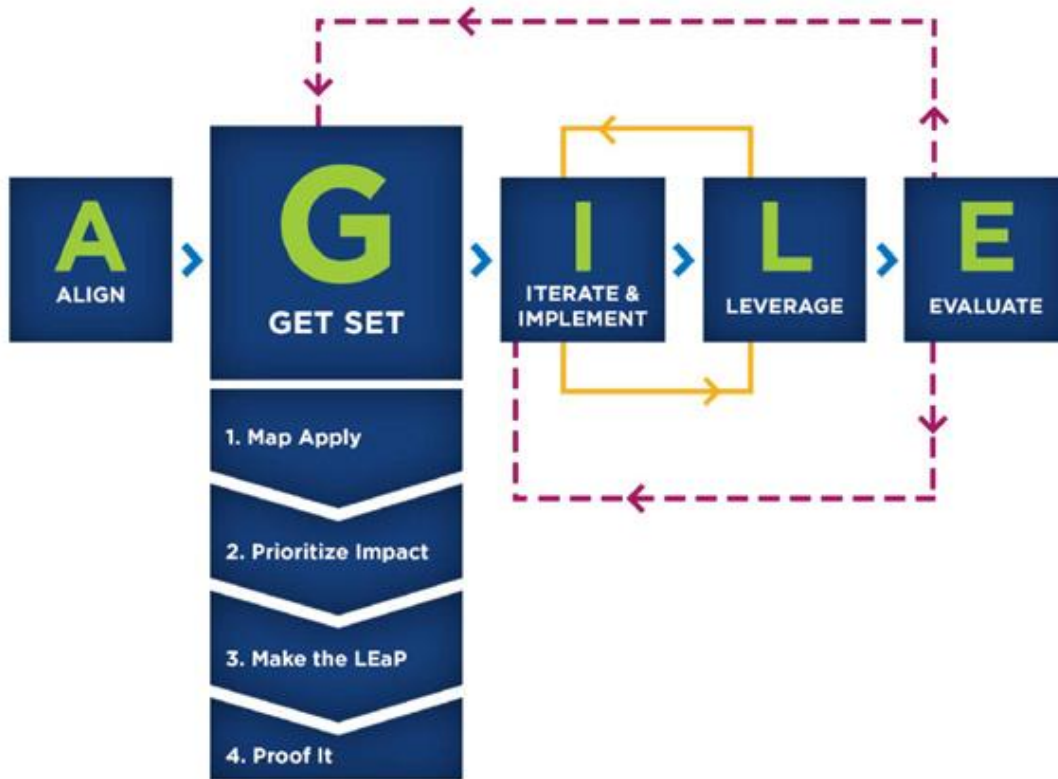 A
ALIGN
G
GET SET
I
ITERATE &
IMPLEMENT
L
LEVERAGE
E
EVALUATE
1. Map Apply
2. Prioritize Impact
3. Make the LEaP
4. Proof It